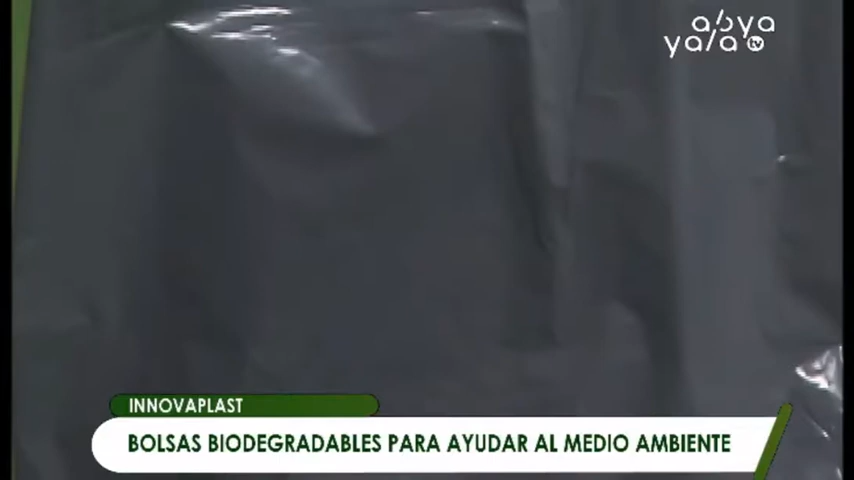 abya
yala tv
INNOVAPLAST
BOLSAS BIODEGRADABLES PARA AYUDAR AL MEDIO AMBIENTE